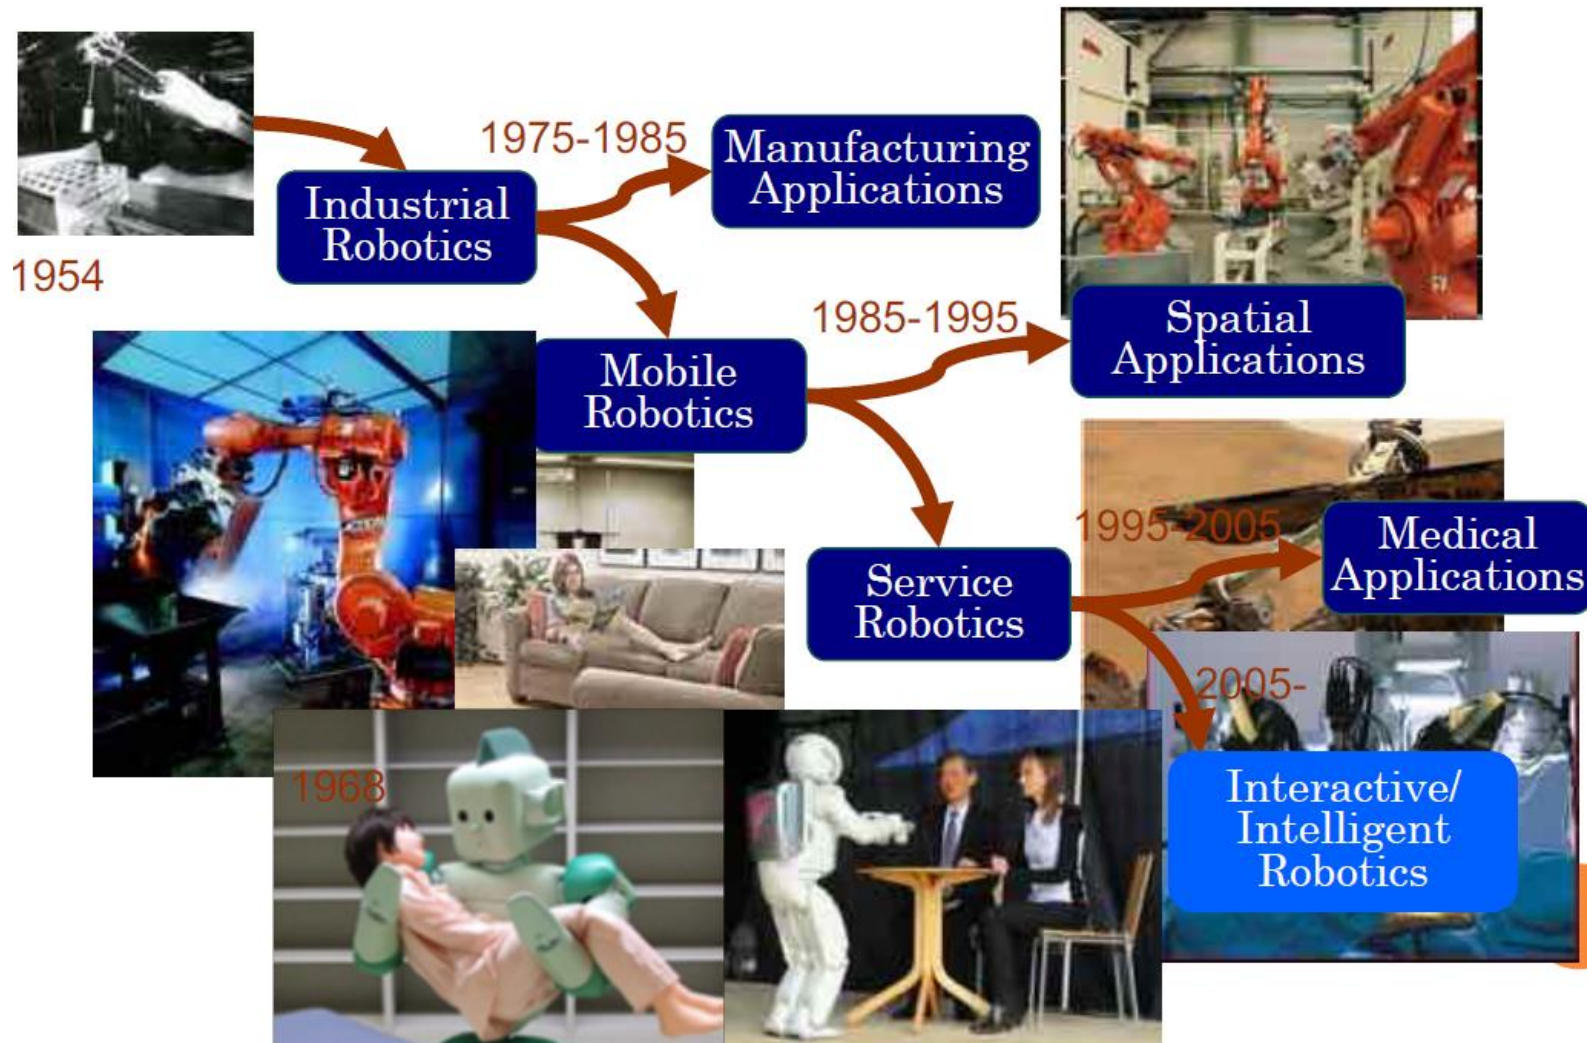 1954
1975-1985
Manufacturing
Applications
Industrial
Robotics
1985-1995
Spatial
Applications
Mobile
Robotics
1995-2005
Medical
Applications
Service
Robotics
2005-
1968
Interactive/
Intelligent
Robotics